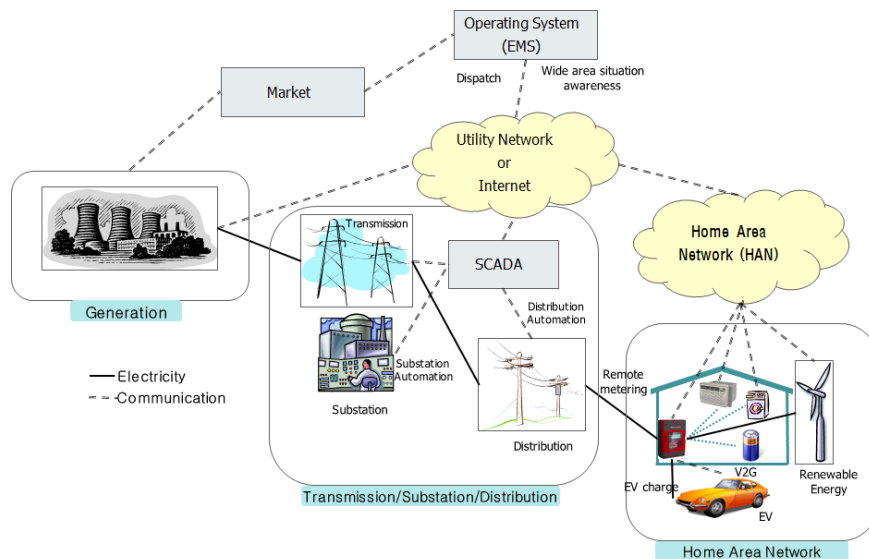 Operating System
(EMS)
Dispatch
Wide area situation
awareness
Market
Utility Network
or
Internet
Transmission
Home Area
Network (HAN)
SCADA
Generation
Distribution
Automation
Substation
Automation
Electricity
Communication
Substation
Distribution
Remote
metering
V2G
EV charge
EV
Renewable
Energy
Transmission/Substation/Distribution
Home Area Network